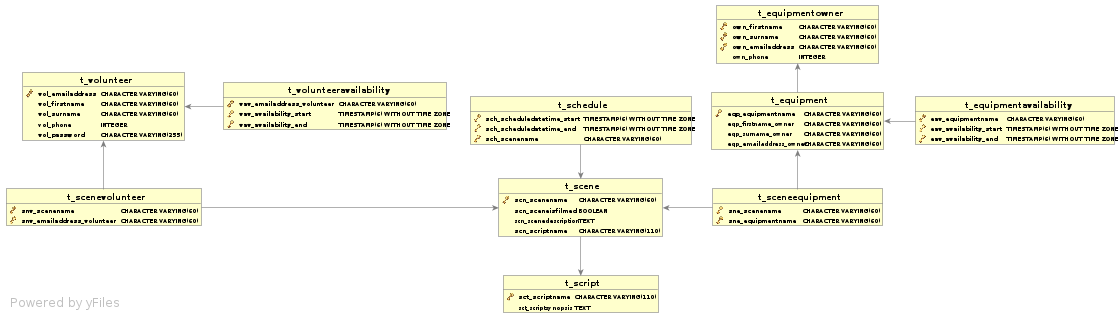 t_equipmentowner
own_firstname CHARACTER VARYING(60)
own_surname CHARACTER VARYING(60)
own_emailaddress CHARACTER VARYING(60)
own_phone INTEGER
t_volunteer
vol_emailaddress CHARACTER VARYING(60)
vol_firstname CHARACTER VARYING(60)
vol_surname CHARACTER VARYING(60)
vol_phone INTEGER
vol_password CHARACTER VARYING(255)
t_volunteeravailability
vav_emailaddress_volunteer CHARACTER VARYING(60)
vav_availability_start TIMESTAMP(6) WITHOUT TIME ZONE
vav_availability_end TIMESTAMP(6) WITHOUT TIME ZONE
t_schedule
sch_scheduledatetime_start TIMESTAMP(6) WITHOUT TIME ZONE
sch_scheduledatetime_end TIMESTAMP(6) WITHOUT TIME ZONE
sch_scenename CHARACTER VARYING(60)
t_equipment
eqp_equipmentname CHARACTER VARYING(60)
eqp_firstname_owner CHARACTER VARYING(60)
eqp_surname_owner CHARACTER VARYING(60)
eqp_emailaddress_owner CHARACTER VARYING(60)
t_equipmentavailability
eav_equipmentname CHARACTER VARYING(60)
eav_availability_start TIMESTAMP(6) WITHOUT TIME ZONE
eav_availability_end TIMESTAMP(6) WITHOUT TIME ZONE
t_scenevolunteer
snv_scenename CHARACTER VARYING(60)
snv_emailaddress_volunteer CHARACTER VARYING(60)
t_scene
scn_scenename CHARACTER VARYING(60)
scn_sceneisfilmed BOOLEAN
scn_scenedescription TEXT
scn_scriptname CHARACTER VARYING(110)
t_sceneequipment
sne_scenename CHARACTER VARYING(60)
sne_equipmentname CHARACTER VARYING(60)
t_script
sct_scriptname CHARACTER VARYING(110)
sct_scriptsynopsis TEXT
Powered by yFiles